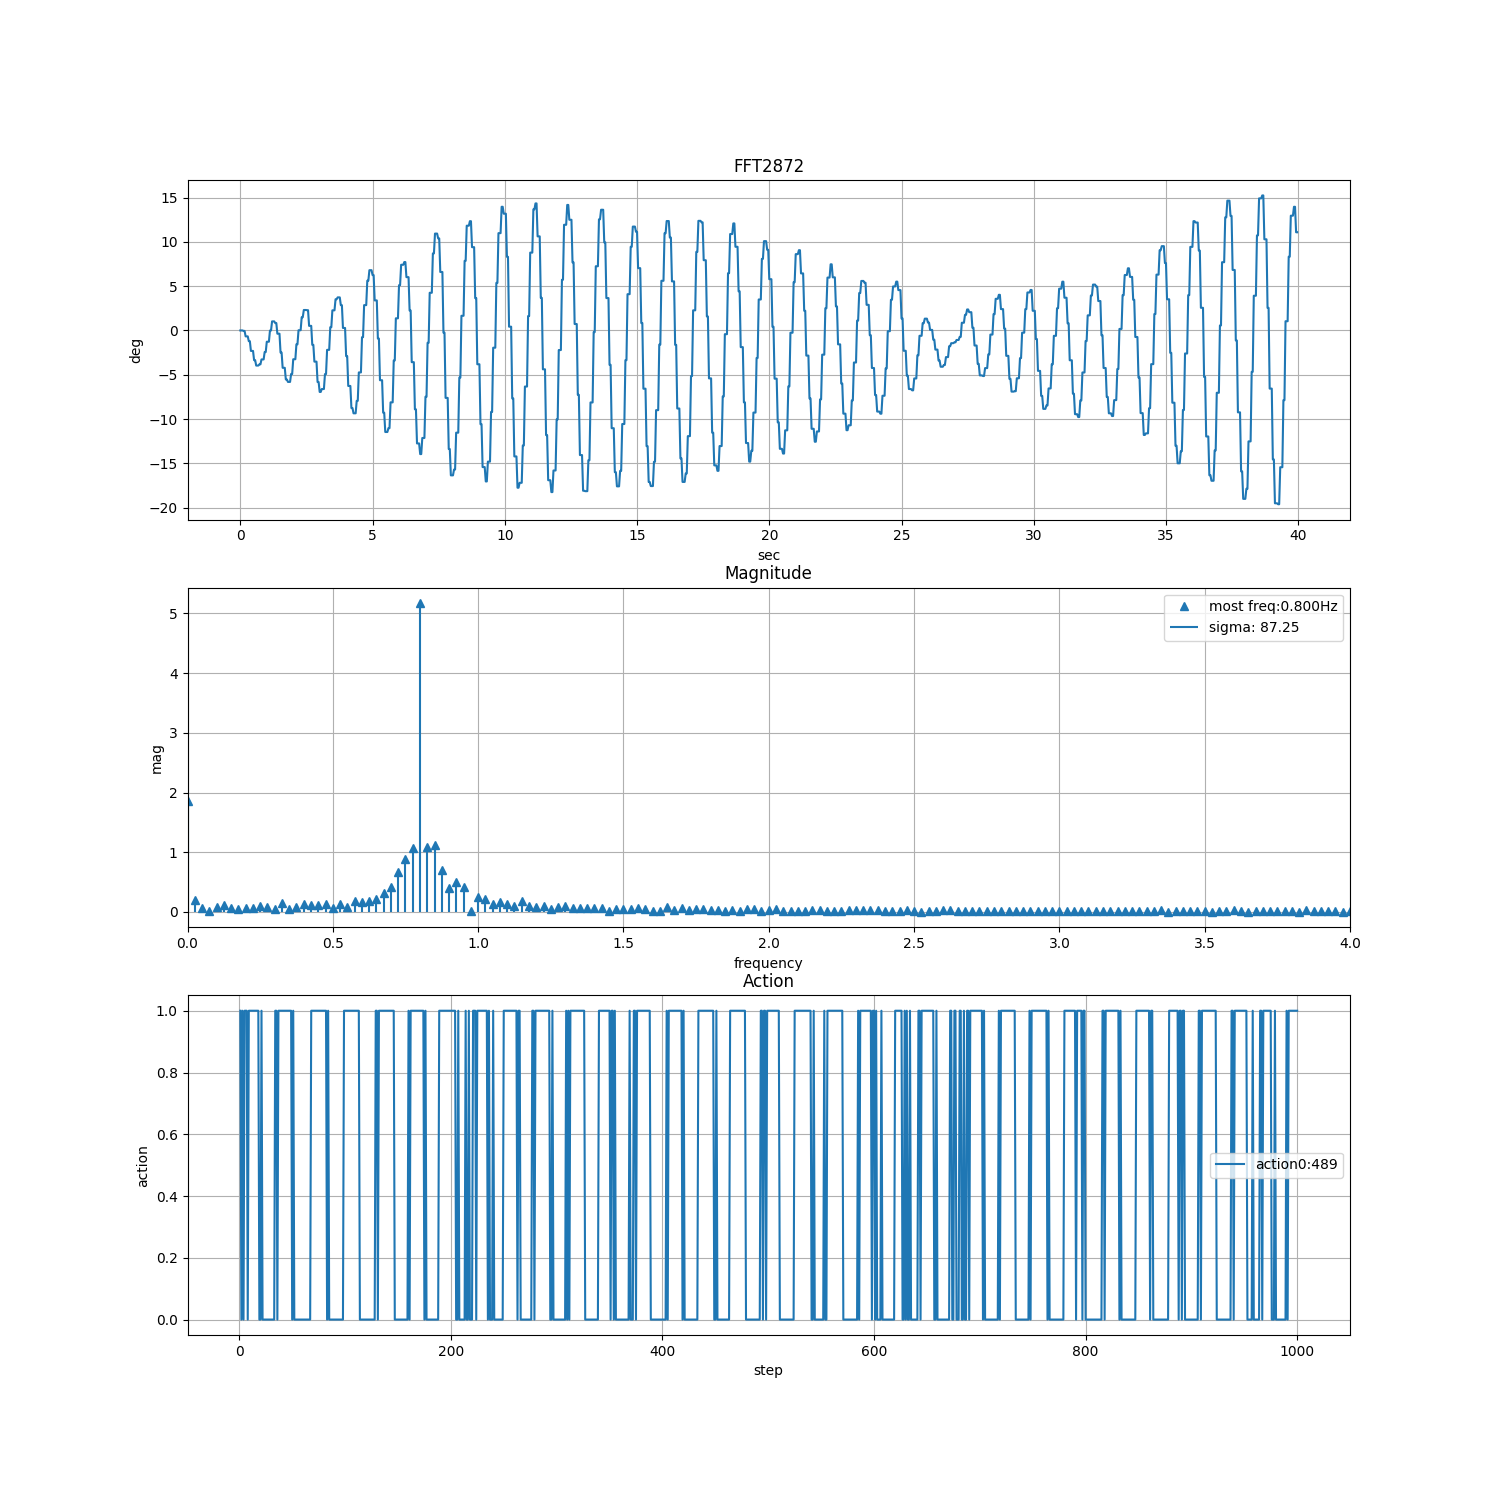 FFT2872
deg
15
10
5
0
−5
−10
−15
−20
0 5 10 15 20 25 30 35 40
sec
Magnitude
mag
5
4
3
2
1
0
most freq:0.800Hz
sigma: 87.25
0.0 0.5 1.0 1.5 2.0 2.5 3.0 3.5 4.0
frequency
Action
action
1.0
0.8
0.6
0.4
0.2
0.0
action0:489
0 200 400 600 800 1000
step